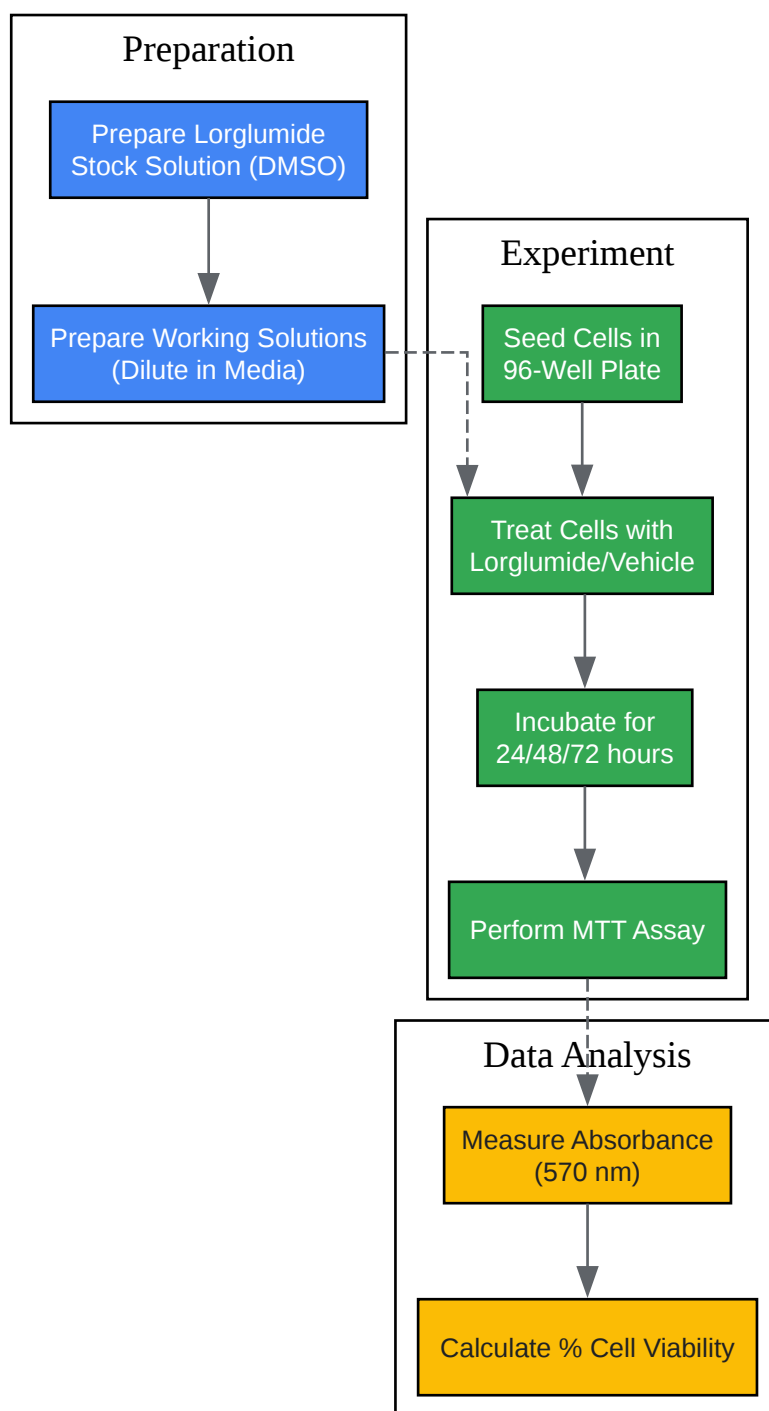 Preparation
Prepare Lorglumide
Stock Solution (DMSO)
Prepare Working Solutions
(Dilute in Media)
Experiment
Seed Cells in
96-Well Plate
Treat Cells with
Lorglumide/Vehicle
Incubate for
24/48/72 hours
Perform MTT Assay
Data Analysis
Measure Absorbance
(570 nm)
Calculate % Cell Viability